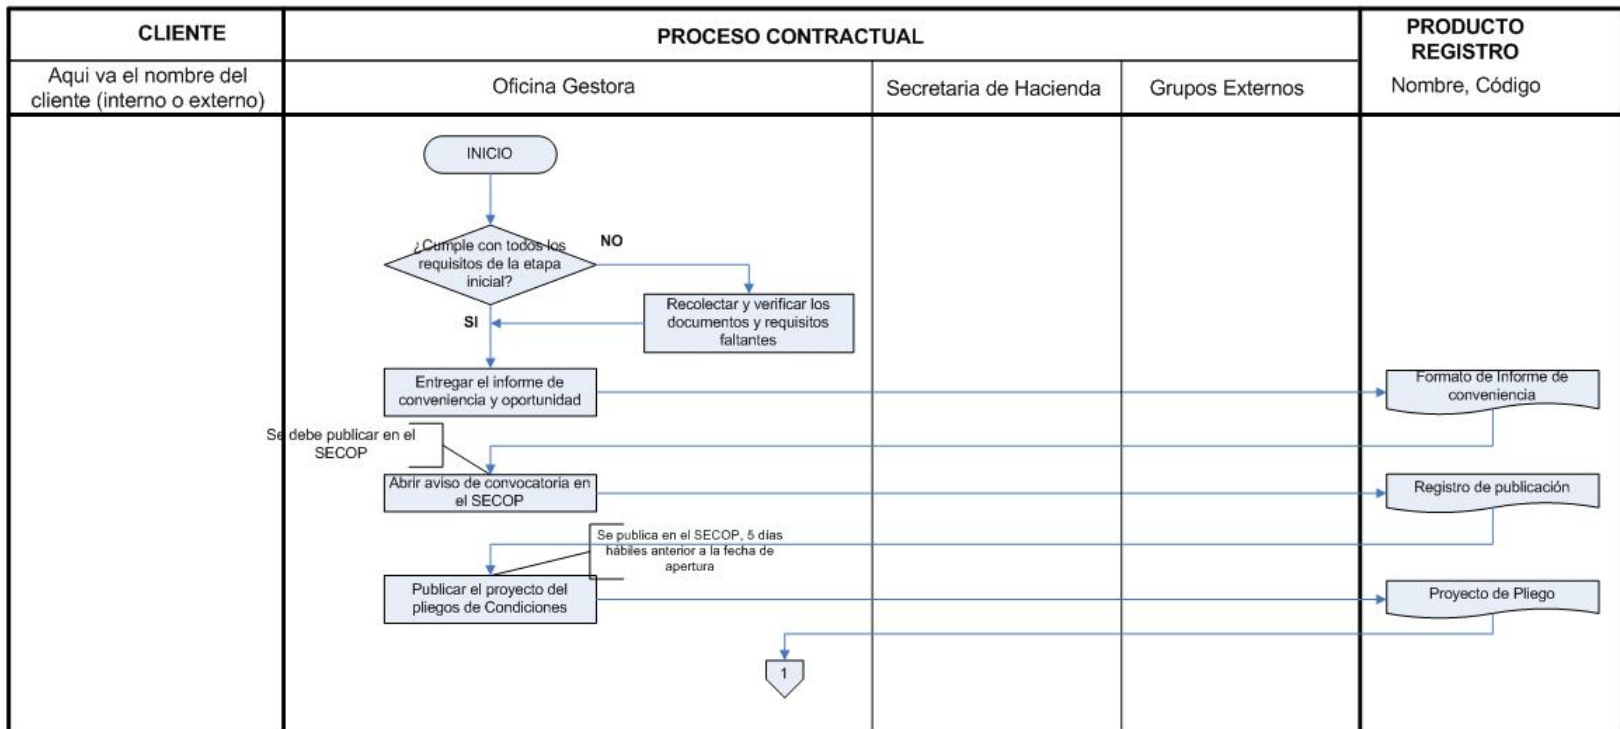 CLIENTE
PROCESO CONTRACTUAL
PRODUCTO
REGISTRO
Aqui va el nombre del
cliente (interno o externo)
Oficina Gestora
Secretaria de Hacienda
Grupos Externos
Nombre, Código
INICIO
¿Cumple con todos los
requisitos de la etapa
inicial?
NO
Recolectar y verificar los
documentos y requisitos
faltantes
SI
Entregar el informe de
conveniencia y oportunidad
Formato de Informe de
conveniencia
Se debe publicar en el
SECOP
Abrir aviso de convocatoria en
el SECOP
Registro de publicación
Se publica en el SECOP, 5 dias
hábiles anterior a la fecha de
apertura
Publicar el proyecto del
pliegos de Condiciones
Proyecto de Pliego
1